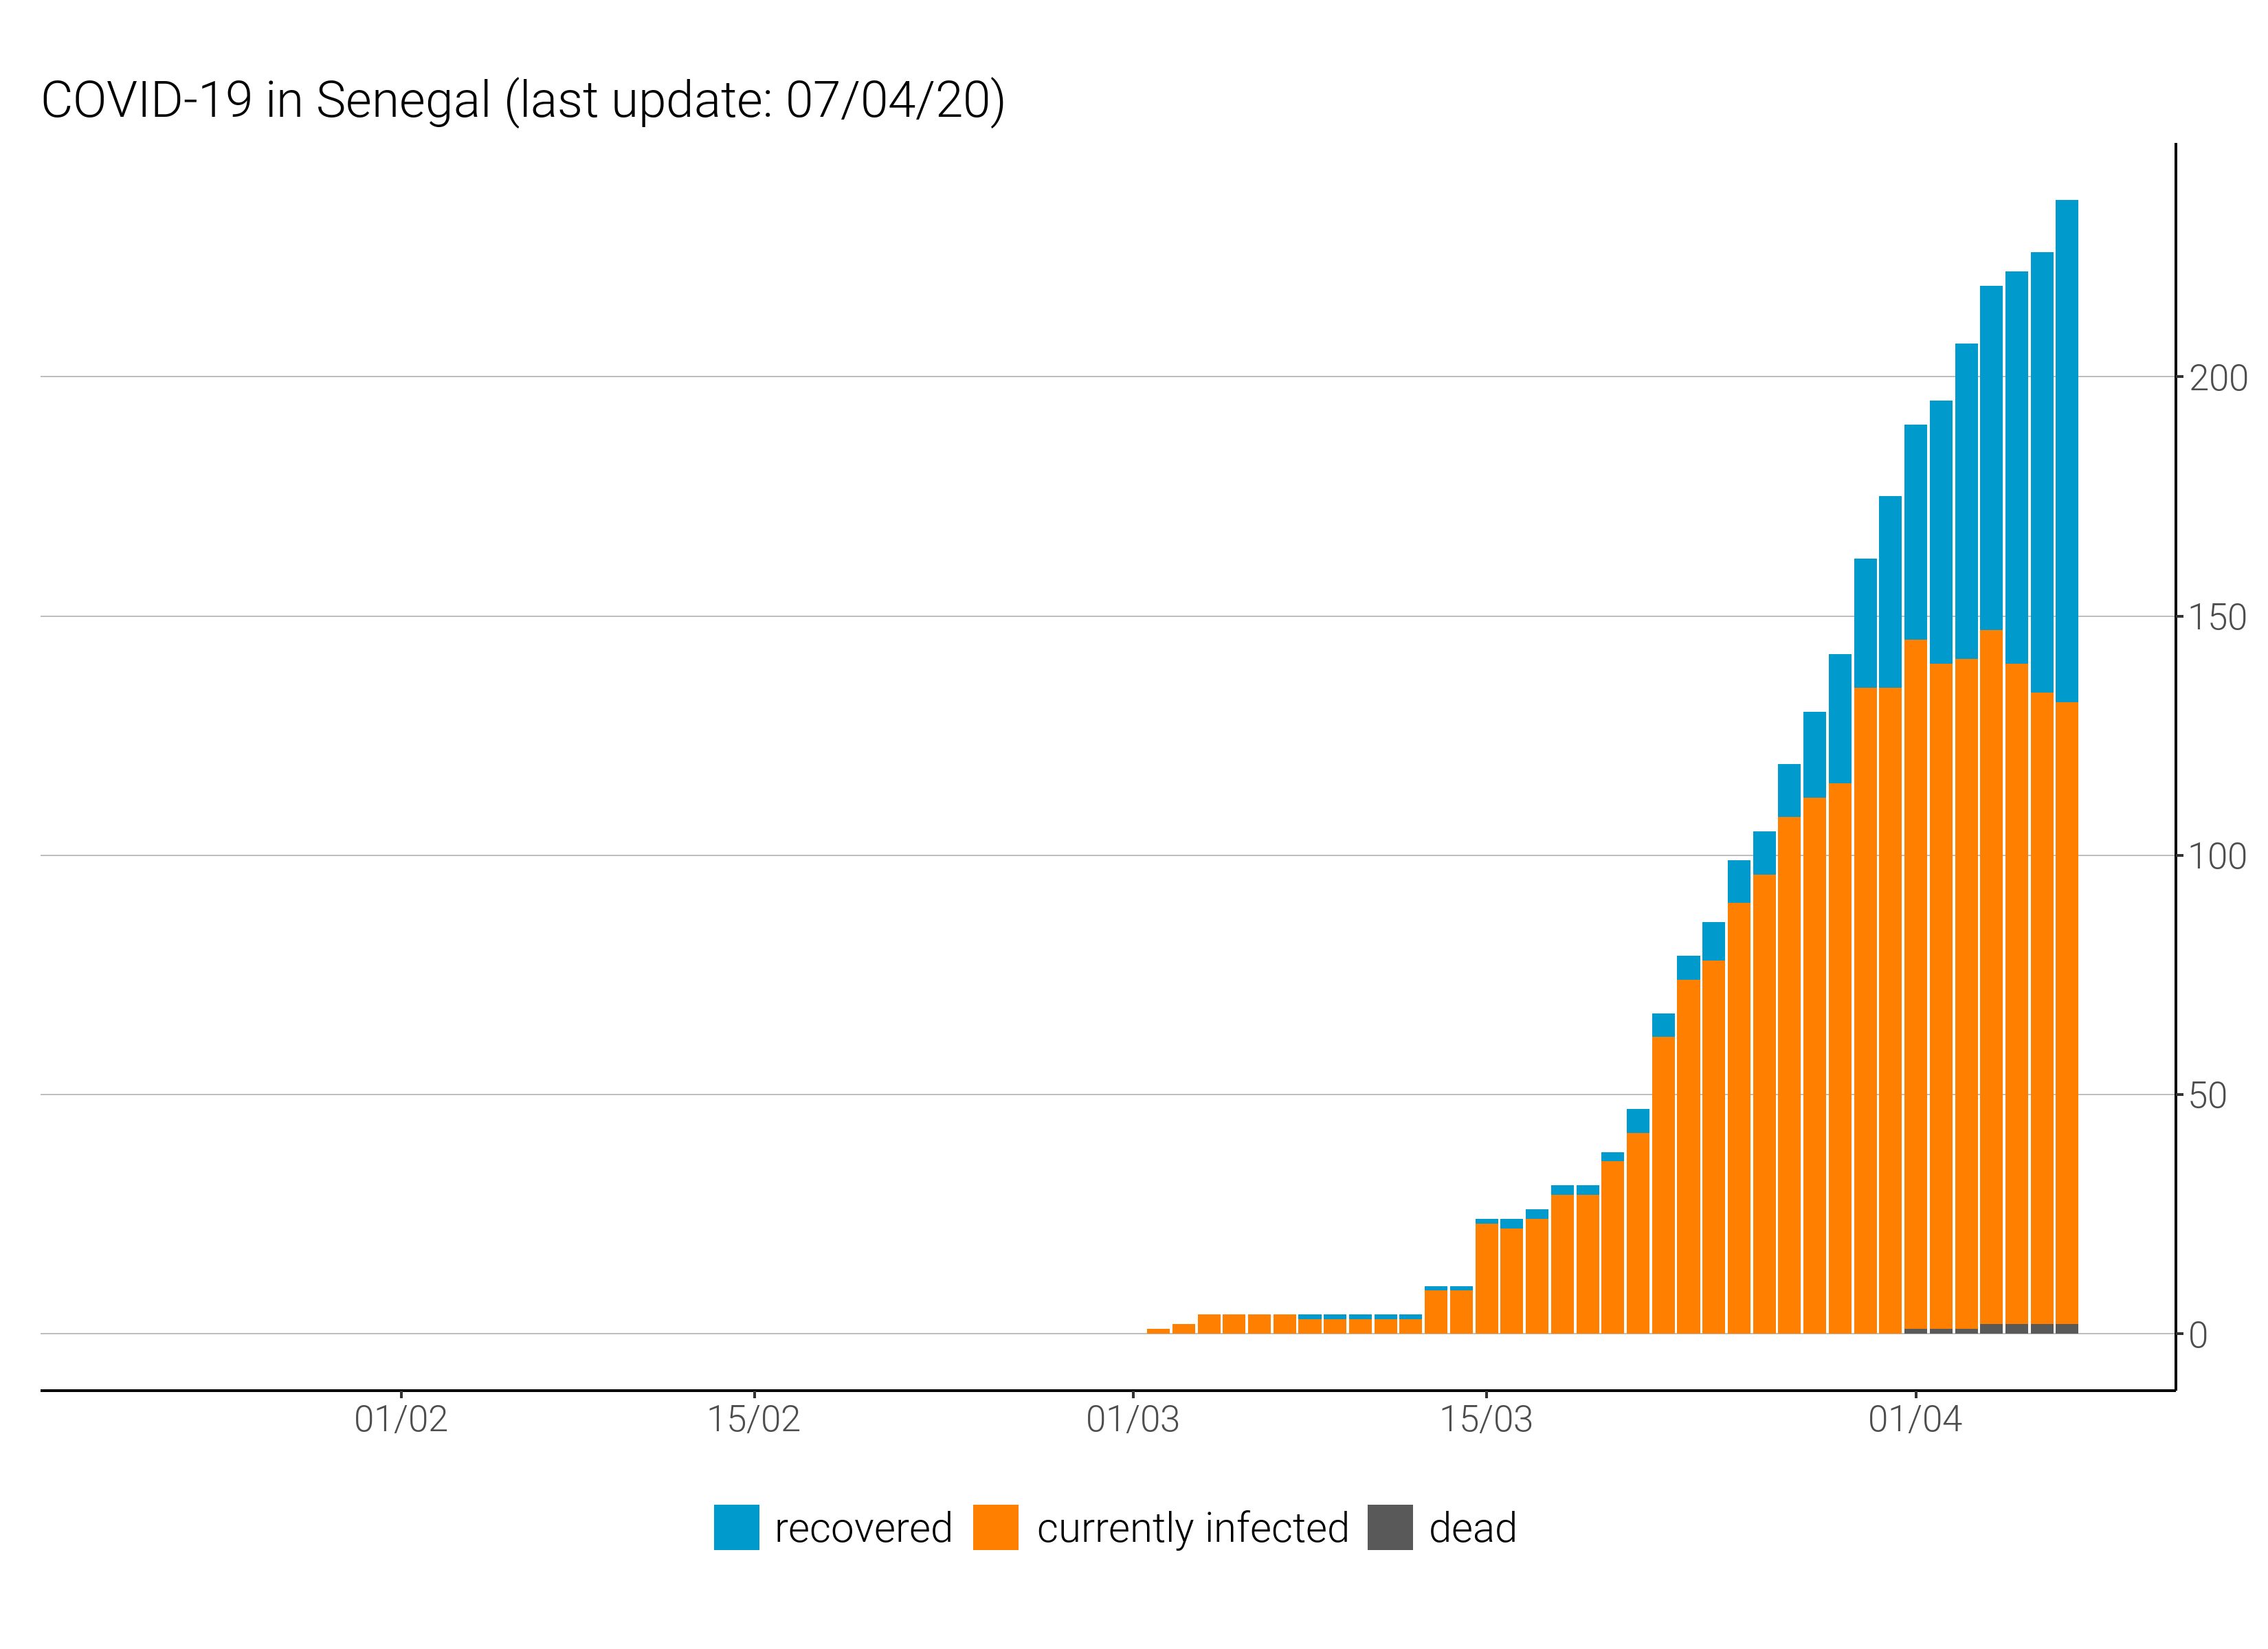 COVID-19 in Senegal (last update: 07/04/20)
200
150
100
50
0
01/02 15/02 01/03 15/03 01/04
recovered currently infected dead